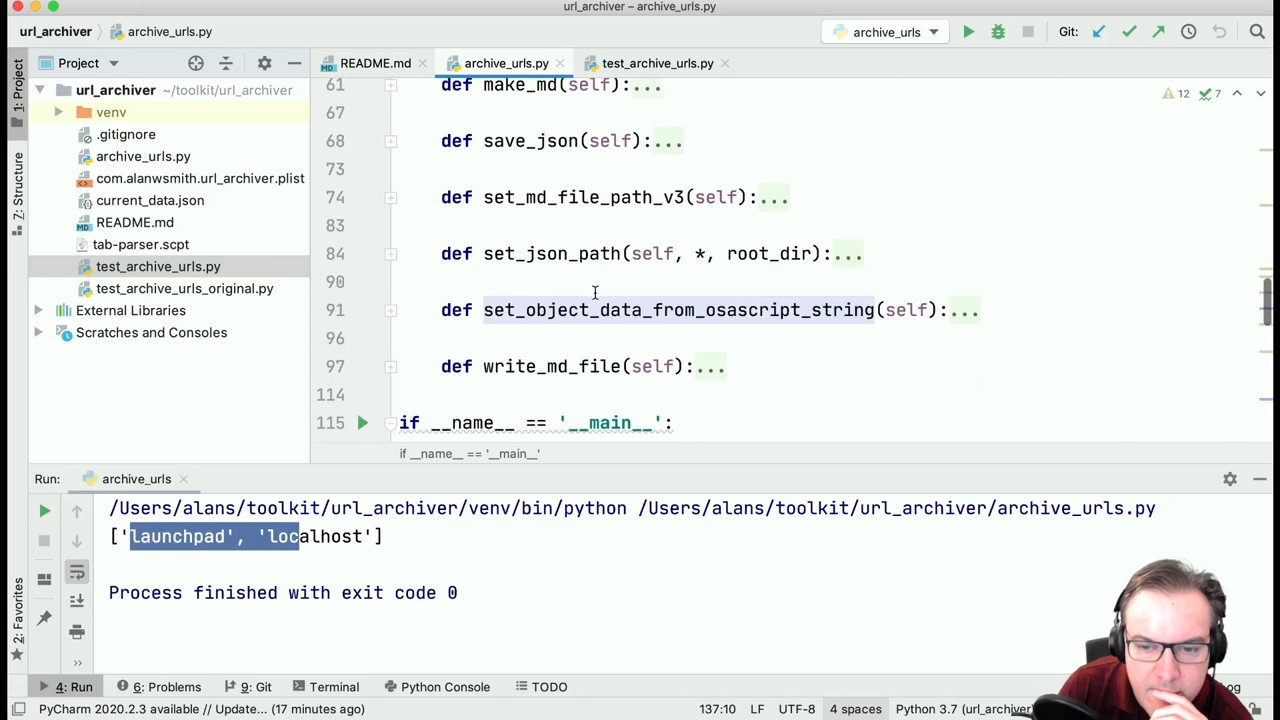 url_archiver – archive_urls.py
url_archiver archive_urls.py archive_urls Git:
Project README.md archive_urls.py test_archive_urls.py
1: Project
7: Structure
2: Favorites
url_archiver ~/toolkit/url_archiver
venv
.gitignore
archive_urls.py
com.alanwsmith.url_archiver.plist
current_data.json
README.md
tab-parser.scpt
test_archive_urls.py
test_archive_urls_original.py
External Libraries
Scratches and Consoles
61 def make_md(self):...
67
68 def save_json(self):...
73
74 def set_md_file_path_v3(self):...
83
84 def set_json_path(self, *, root_dir):...
90
91 def set_object_data_from_osascript_string(self):...
96
97 def write_md_file(self):...
114
115 if __name__ == '__main__':
12 7
if __name__ == '__main__'
Run: archive_urls
/Users/alans/toolkit/url_archiver/venv/bin/python /Users/alans/toolkit/url_archiver/archive_urls.py
['launchpad', 'localhost']
Process finished with exit code 0
4: Run 6: Problems 9: Git Terminal Python Console TODO
PyCharm 2020.2.3 available // Update... (17 minutes ago) 137:10 LF UTF-8 4 spaces Python 3.7 (url_archiver)